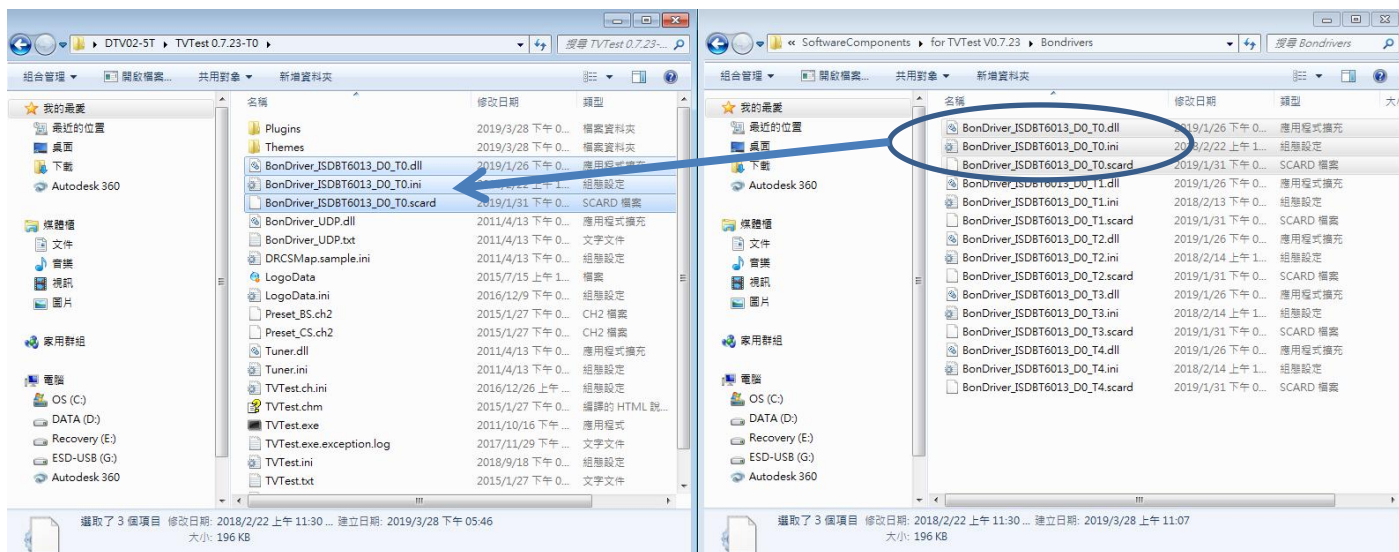 DTV02-5T ▸ TVTest 0.7.23-T0 ▸
搜尋 TVTest 0.7.23-...
組合管理 ▼ 開啟檔案... 共用對象 ▼ 新增資料夾
我的最愛
最近的位置
桌面
下載
Autodesk 360
媒體櫃
文件
音樂
視訊
圖片
家用群組
電腦
OS (C:)
DATA (D:)
Recovery (E:)
ESD-USB (G:)
Autodesk 360
名稱 修改日期 類型
Plugins 2019/3/28 下午 0... 檔案資料夾
Themes 2019/3/28 下午 0... 檔案資料夾
BonDriver_ISDBT6013_D0_T0.dll 2019/1/26 下午 0... 應用程式擴充
BonDriver_ISDBT6013_D0_T0.ini 上午 1... 組態設定
BonDriver_ISDBT6013_D0_T0.scard 2019/1/31 下午 0... SCARD 檔案
BonDriver_UDP.dll 2011/4/13 下午 0... 應用程式擴充
BonDriver_UDP.txt 2011/4/13 下午 0... 文字文件
DRCSMap.sample.ini 2011/4/13 下午 0... 組態設定
LogoData 2015/7/15 上午 1... 檔案
LogoData.ini 2016/12/9 下午 0... 組態設定
Preset_BS.ch2 2015/1/27 下午 0... CH2 檔案
Preset_CS.ch2 2015/1/27 下午 0... CH2 檔案
Tuner.dll 2011/4/13 下午 0... 應用程式擴充
Tuner.ini 2011/4/13 下午 0... 組態設定
TVTest.ch.ini 2016/12/26 上午 ... 組態設定
TVTest.chm 2015/1/27 下午 0... 編譯的 HTML 說...
TVTest.exe 2011/10/16 下午 ... 應用程式
TVTest.exe.exception.log 2017/11/29 下午 ... 文字文件
TVTest.ini 2018/9/18 下午 0... 組態設定
TVTest.txt 2015/1/27 下午 0... 文字文件
選取了 3 個項目 修改日期: 2018/2/22 上午 11:30 ... 建立日期: 2019/3/28 下午 05:46
大小: 196 KB
« SoftwareComponents ▸ for TVTest V0.7.23 ▸ Bondrivers
搜尋 Bondrivers
組合管理 ▼ 開啟檔案... 共用對象 ▼ 新增資料夾
我的最愛
最近的位置
桌面
下載
Autodesk 360
媒體櫃
文件
音樂
視訊
圖片
家用群組
電腦
OS (C:)
DATA (D:)
Recovery (E:)
ESD-USB (G:)
Autodesk 360
名稱 修改日期 類型
BonDriver_ISDBT6013_D0_T0.dll 2019/1/26 下午 0... 應用程式擴充
BonDriver_ISDBT6013_D0_T0.ini 2018/2/22 上午 1... 組態設定
BonDriver_ISDBT6013_D0_T0.scard 2019/1/31 下午 0... SCARD 檔案
BonDriver_ISDBT6013_D0_T1.dll 2019/1/26 下午 0... 應用程式擴充
BonDriver_ISDBT6013_D0_T1.ini 2018/2/13 下午 0... 組態設定
BonDriver_ISDBT6013_D0_T1.scard 2019/1/31 下午 0... SCARD 檔案
BonDriver_ISDBT6013_D0_T2.dll 2019/1/26 下午 0... 應用程式擴充
BonDriver_ISDBT6013_D0_T2.ini 2018/2/14 上午 1... 組態設定
BonDriver_ISDBT6013_D0_T2.scard 2019/1/31 下午 0... SCARD 檔案
BonDriver_ISDBT6013_D0_T3.dll 2019/1/26 下午 0... 應用程式擴充
BonDriver_ISDBT6013_D0_T3.ini 2018/2/14 上午 1... 組態設定
BonDriver_ISDBT6013_D0_T3.scard 2019/1/31 下午 0... SCARD 檔案
BonDriver_ISDBT6013_D0_T4.dll 2019/1/26 下午 0... 應用程式擴充
BonDriver_ISDBT6013_D0_T4.ini 2018/2/14 上午 1... 組態設定
BonDriver_ISDBT6013_D0_T4.scard 2019/1/31 下午 0... SCARD 檔案
選取了 3 個項目 修改日期: 2018/2/22 上午 11:30 ... 建立日期: 2019/3/28 上午 11:07
大小: 196 KB